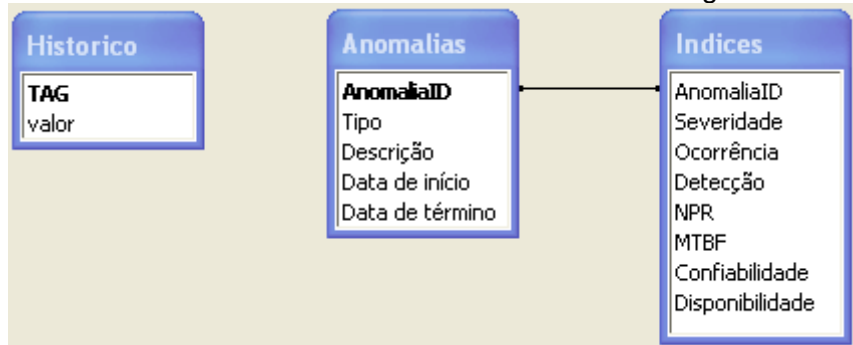 Historico
TAG
valor
Anomalias
AnomaliaID
Tipo
Descrição
Data de início
Data de término
Indices
AnomaliaID
Severidade
Ocorrência
Detecção
NPR
MTBF
Confiabilidade
Disponibilidade